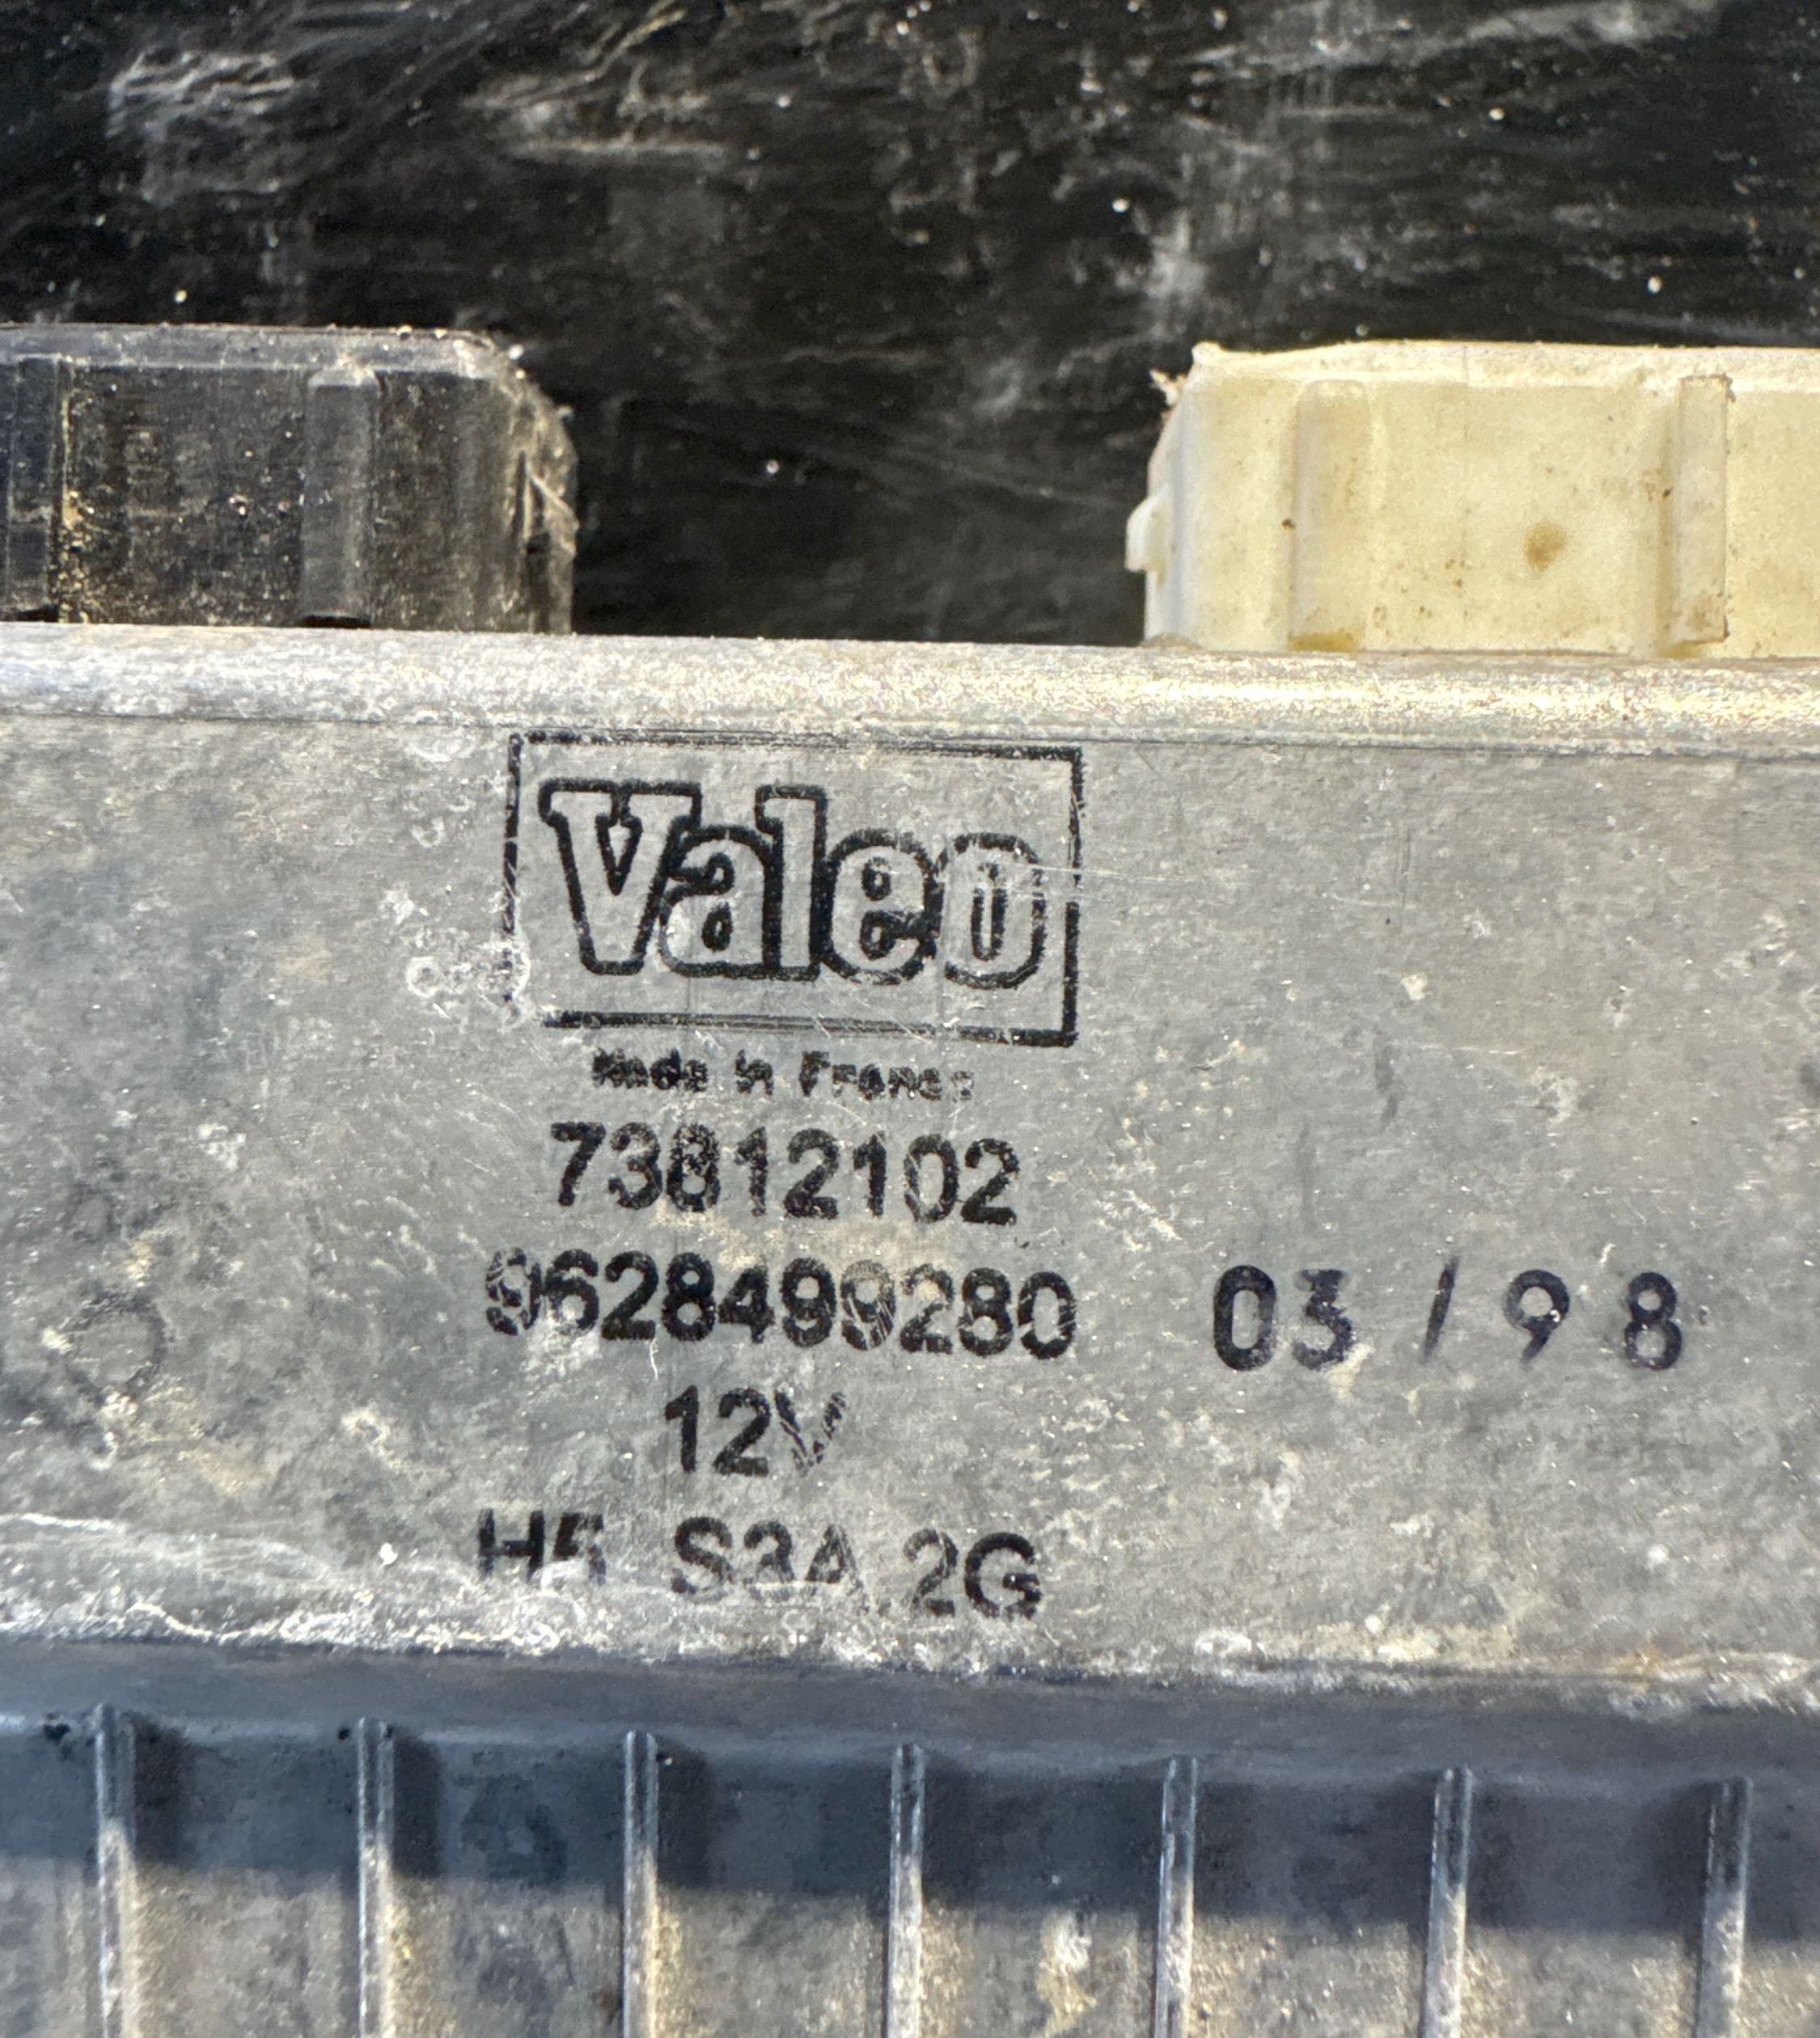 Valeo
Made in France
73812102
9628499280 03/98
12V
H5 S3A 2G